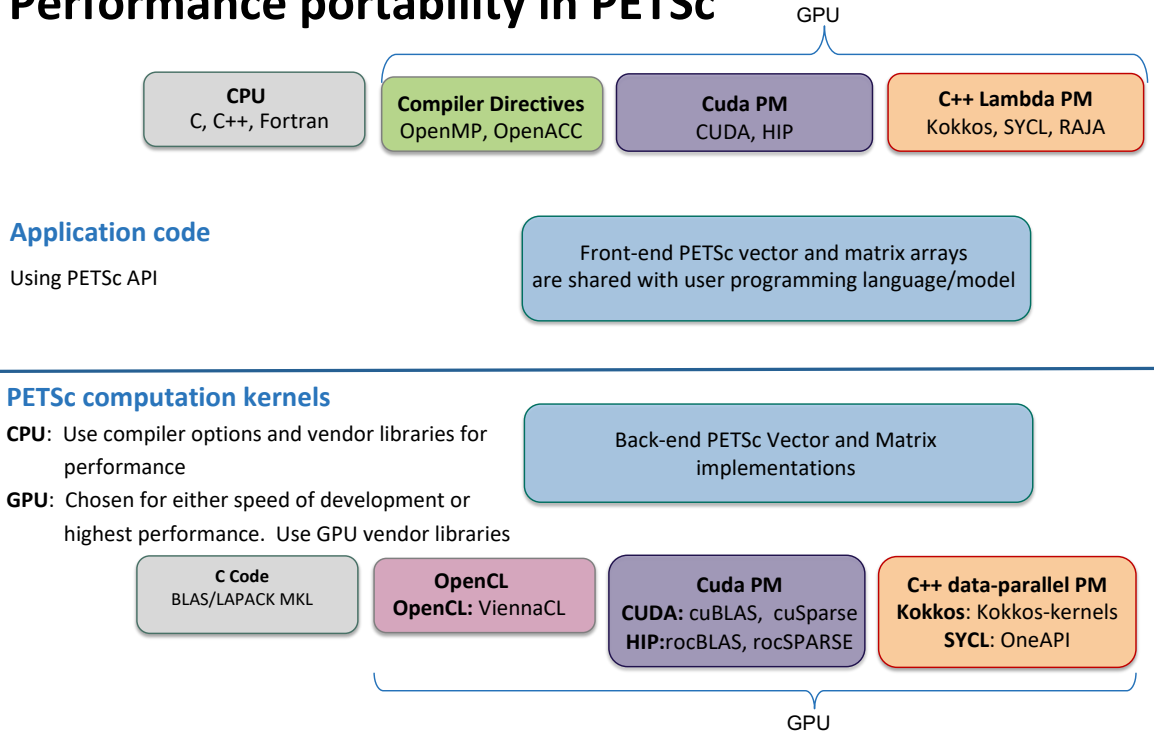 Performance portability in PETSc
GPU
CPU
C, C++, Fortran
Compiler Directives
OpenMP, OpenACC
Cuda PM
CUDA, HIP
C++ Lambda PM
Kokkos, SYCL, RAJA
Application code
Using PETSc API
Front-end PETSc vector and matrix arrays
are shared with user programming language/model
PETSc computation kernels
CPU: Use compiler options and vendor libraries for
performance
GPU: Chosen for either speed of development or
highest performance. Use GPU vendor libraries
Back-end PETSc Vector and Matrix
implementations
C Code
BLAS/LAPACK MKL
OpenCL
OpenCL: ViennaCL
Cuda PM
CUDA: cuBLAS, cuSparse
HIP:rocBLAS, rocSPARSE
C++ data-parallel PM
Kokkos: Kokkos-kernels
SYCL: OneAPI
GPU